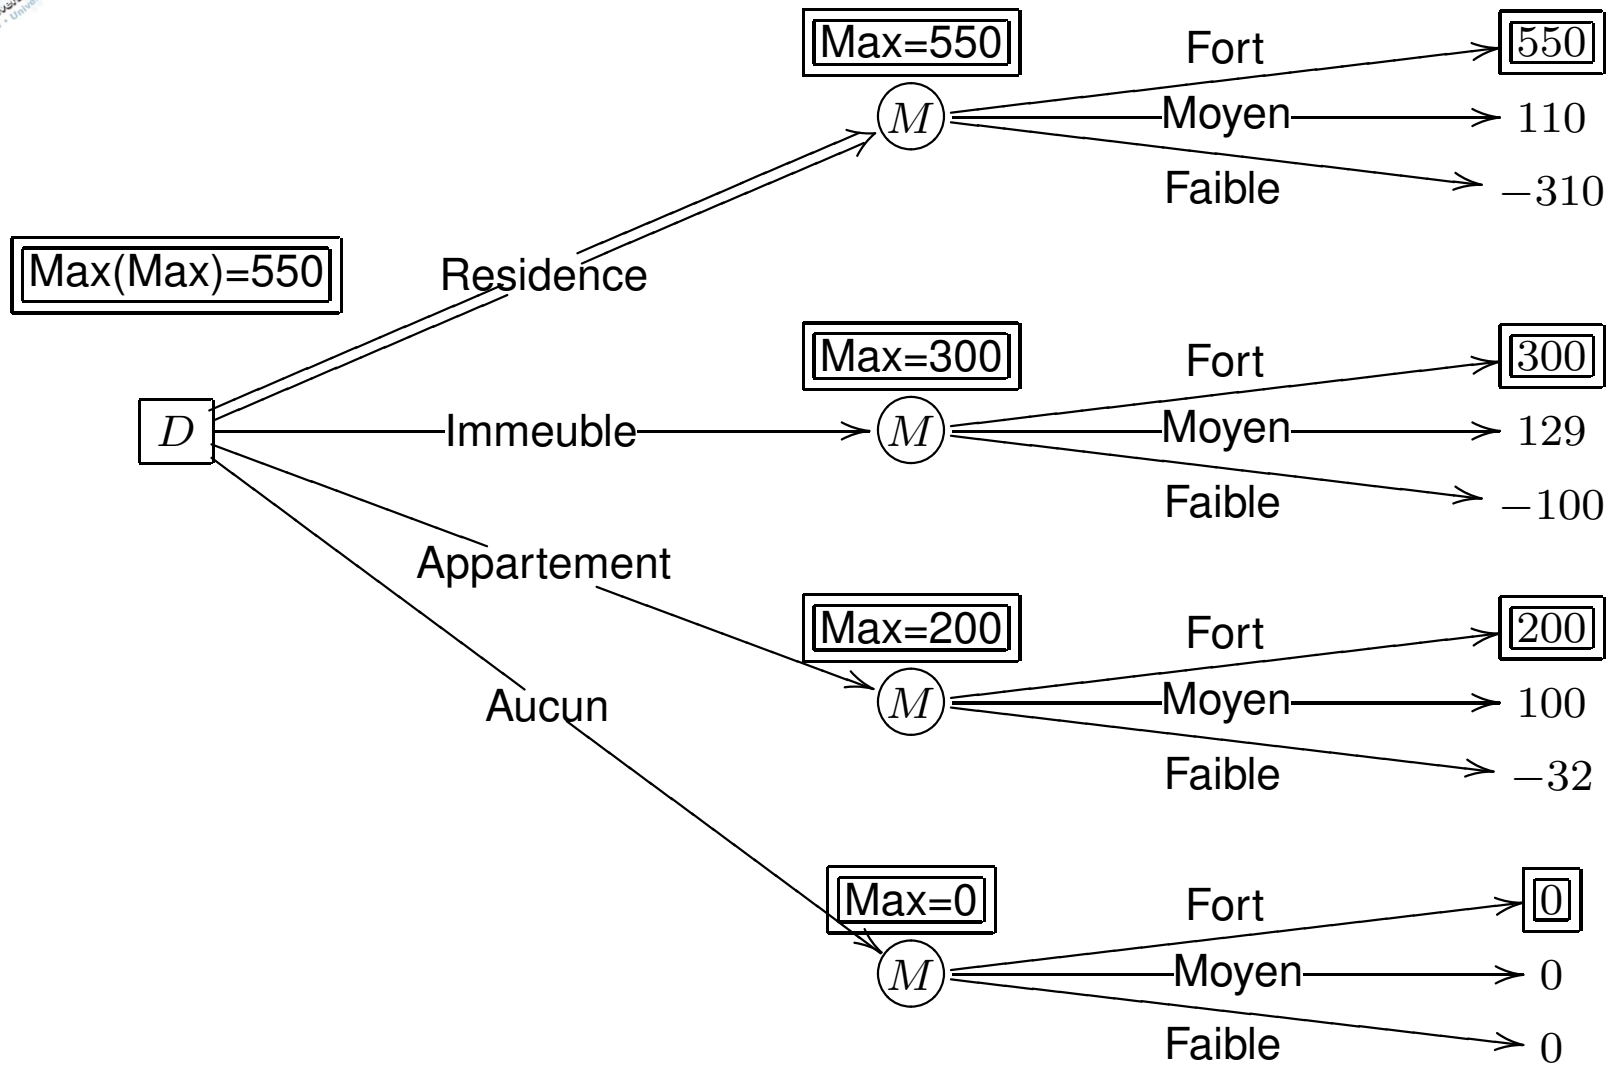 Max=550
Fort
550
M
Moyen
110
Faible
−310
Max(Max)=550
Residence
Max=300
Fort
300
D
Immeuble
M
Moyen
129
Faible
−100
Appartement
Max=200
Fort
200
Aucun
M
Moyen
100
Faible
−32
Max=0
Fort
0
M
Moyen
0
Faible
0